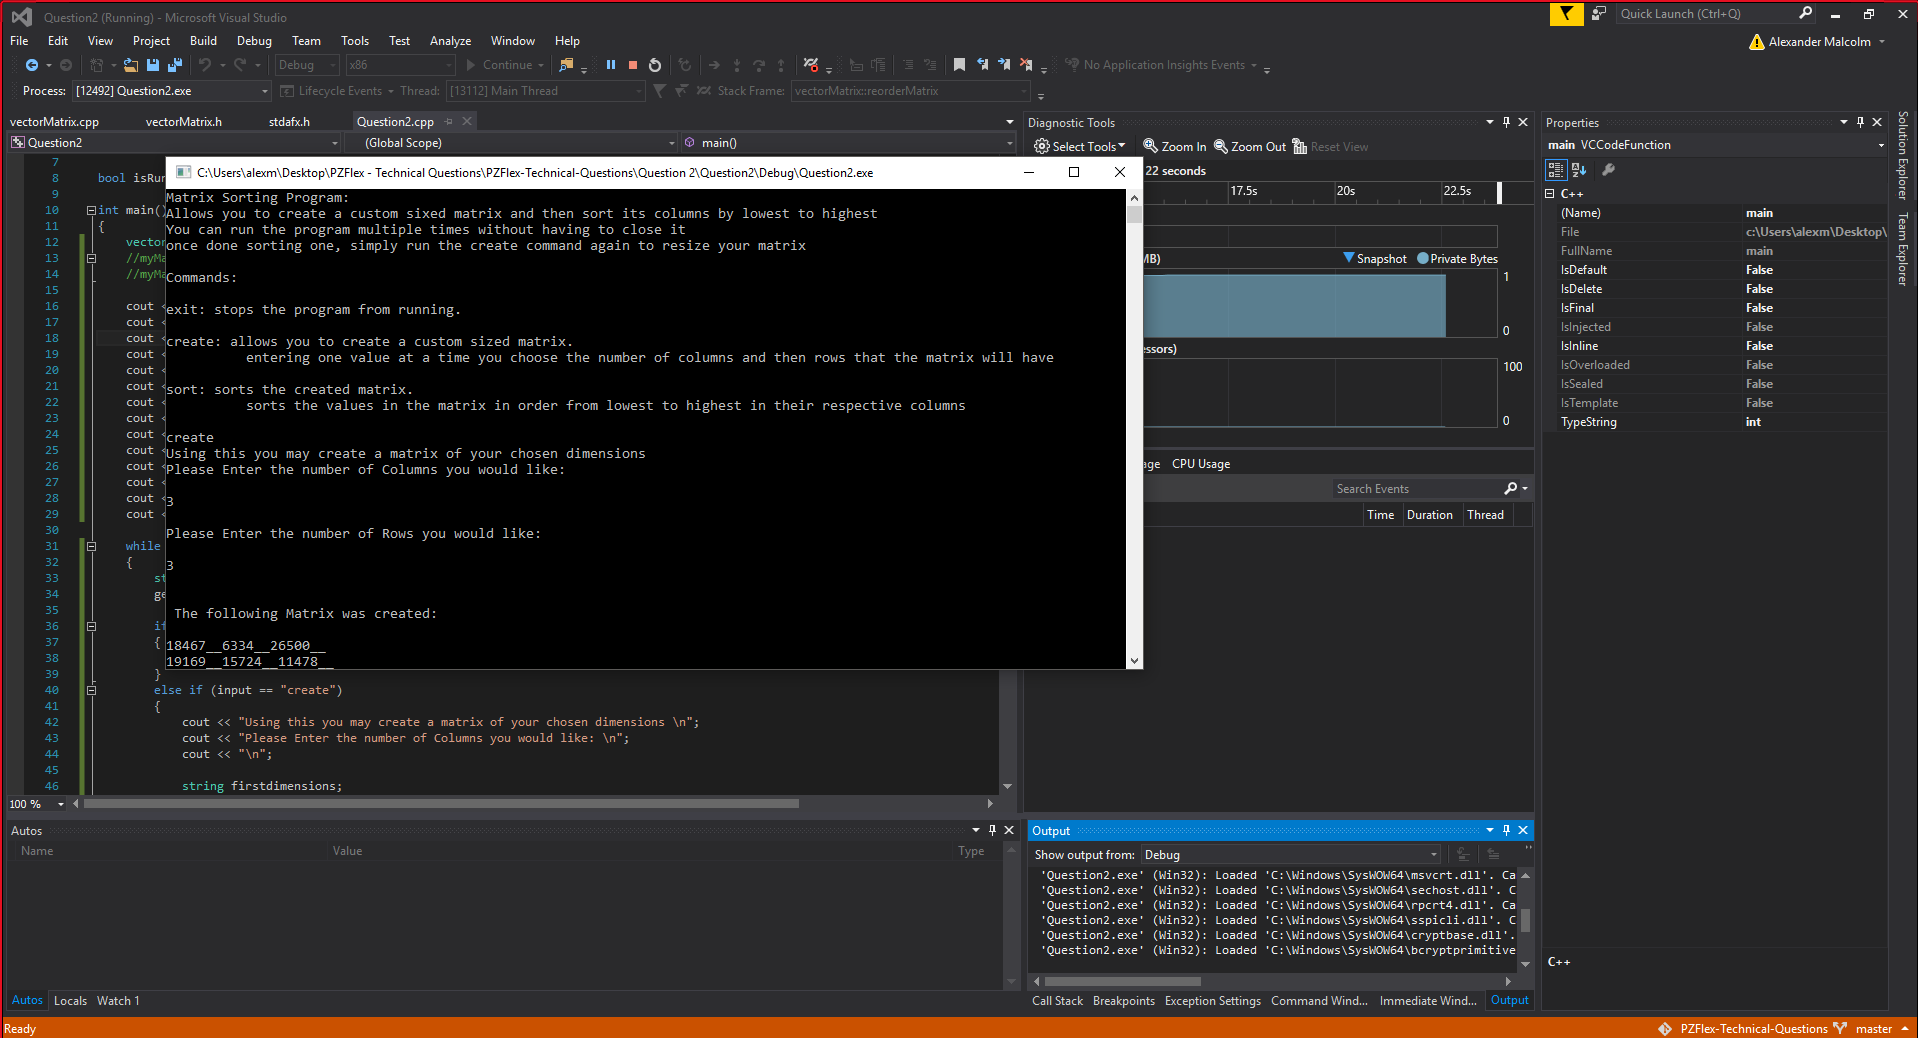 Question2 (Running) - Microsoft Visual Studio
Quick Launch (Ctrl+Q)
File Edit View Project Build Debug Team Tools Test Analyze Window Help
Alexander Malcolm
Debug x86 Continue
No Application Insights Events
Process: [12492] Question2.exe Lifecycle Events Thread: [13112] Main Thread Stack Frame: vectorMatrix::reorderMatrix
vectorMatrix.cpp vectorMatrix.h stdafx.h Question2.cpp
Question2 (Global Scope) main()
7
8 bool isRun
9
10 int main()
11 {
12 vector
13 //myMa
14 //myMa
15
16 cout <
17 cout <
18 cout <
19 cout <
20 cout <
21 cout <
22 cout <
23 cout <
24 cout <
25 cout <
26 cout <
27 cout <
28 cout <
29 cout <
30
31 while
32 {
33 st
34 ge
35
36 if
37 {
38
39 }
40 else if (input == "create")
41 {
42 cout << "Using this you may create a matrix of your chosen dimensions \n";
43 cout << "Please Enter the number of Columns you would like: \n";
44 cout << "\n";
45
46 string firstdimensions;
100 %
C:\Users\alexm\Desktop\PZFlex - Technical Questions\PZFlex-Technical-Questions\Question 2\Question2\Debug\Question2.exe
Matrix Sorting Program:
Allows you to create a custom sixed matrix and then sort its columns by lowest to highest
You can run the program multiple times without having to close it
once done sorting one, simply run the create command again to resize your matrix
Commands:
exit: stops the program from running.
create: allows you to create a custom sized matrix.
entering one value at a time you choose the number of columns and then rows that the matrix will have
sort: sorts the created matrix.
sorts the values in the matrix in order from lowest to highest in their respective columns
create
Using this you may create a matrix of your chosen dimensions
Please Enter the number of Columns you would like:
3
Please Enter the number of Rows you would like:
3
The following Matrix was created:
18467__6334__26500__
19169__15724__11478__
Diagnostic Tools
Select Tools Zoom In Zoom Out Reset View
22 seconds
17.5s 20s 22.5s
MB) Snapshot Private Bytes
1
0
essors)
100
0
age CPU Usage
Search Events
Time Duration Thread
Properties
main VCCodeFunction
C++
(Name) main
File c:\Users\alexm\Desktop\
FullName main
IsDefault False
IsDelete False
IsFinal False
IsInjected False
IsInline False
IsOverloaded False
IsSealed False
IsTemplate False
TypeString int
C++
Solution Explorer
Team Explorer
Autos
Name Value Type
Autos Locals Watch 1
Output
Show output from: Debug
'Question2.exe' (Win32): Loaded 'C:\Windows\SysWOW64\msvcrt.dll'. Ca
'Question2.exe' (Win32): Loaded 'C:\Windows\SysWOW64\sechost.dll'. C
'Question2.exe' (Win32): Loaded 'C:\Windows\SysWOW64\rpcrt4.dll'. Ca
'Question2.exe' (Win32): Loaded 'C:\Windows\SysWOW64\sspicli.dll'. C
'Question2.exe' (Win32): Loaded 'C:\Windows\SysWOW64\cryptbase.dll'.
'Question2.exe' (Win32): Loaded 'C:\Windows\SysWOW64\bcryptprimitive
Call Stack Breakpoints Exception Settings Command Wind... Immediate Wind... Output
Ready
PZFlex-Technical-Questions master